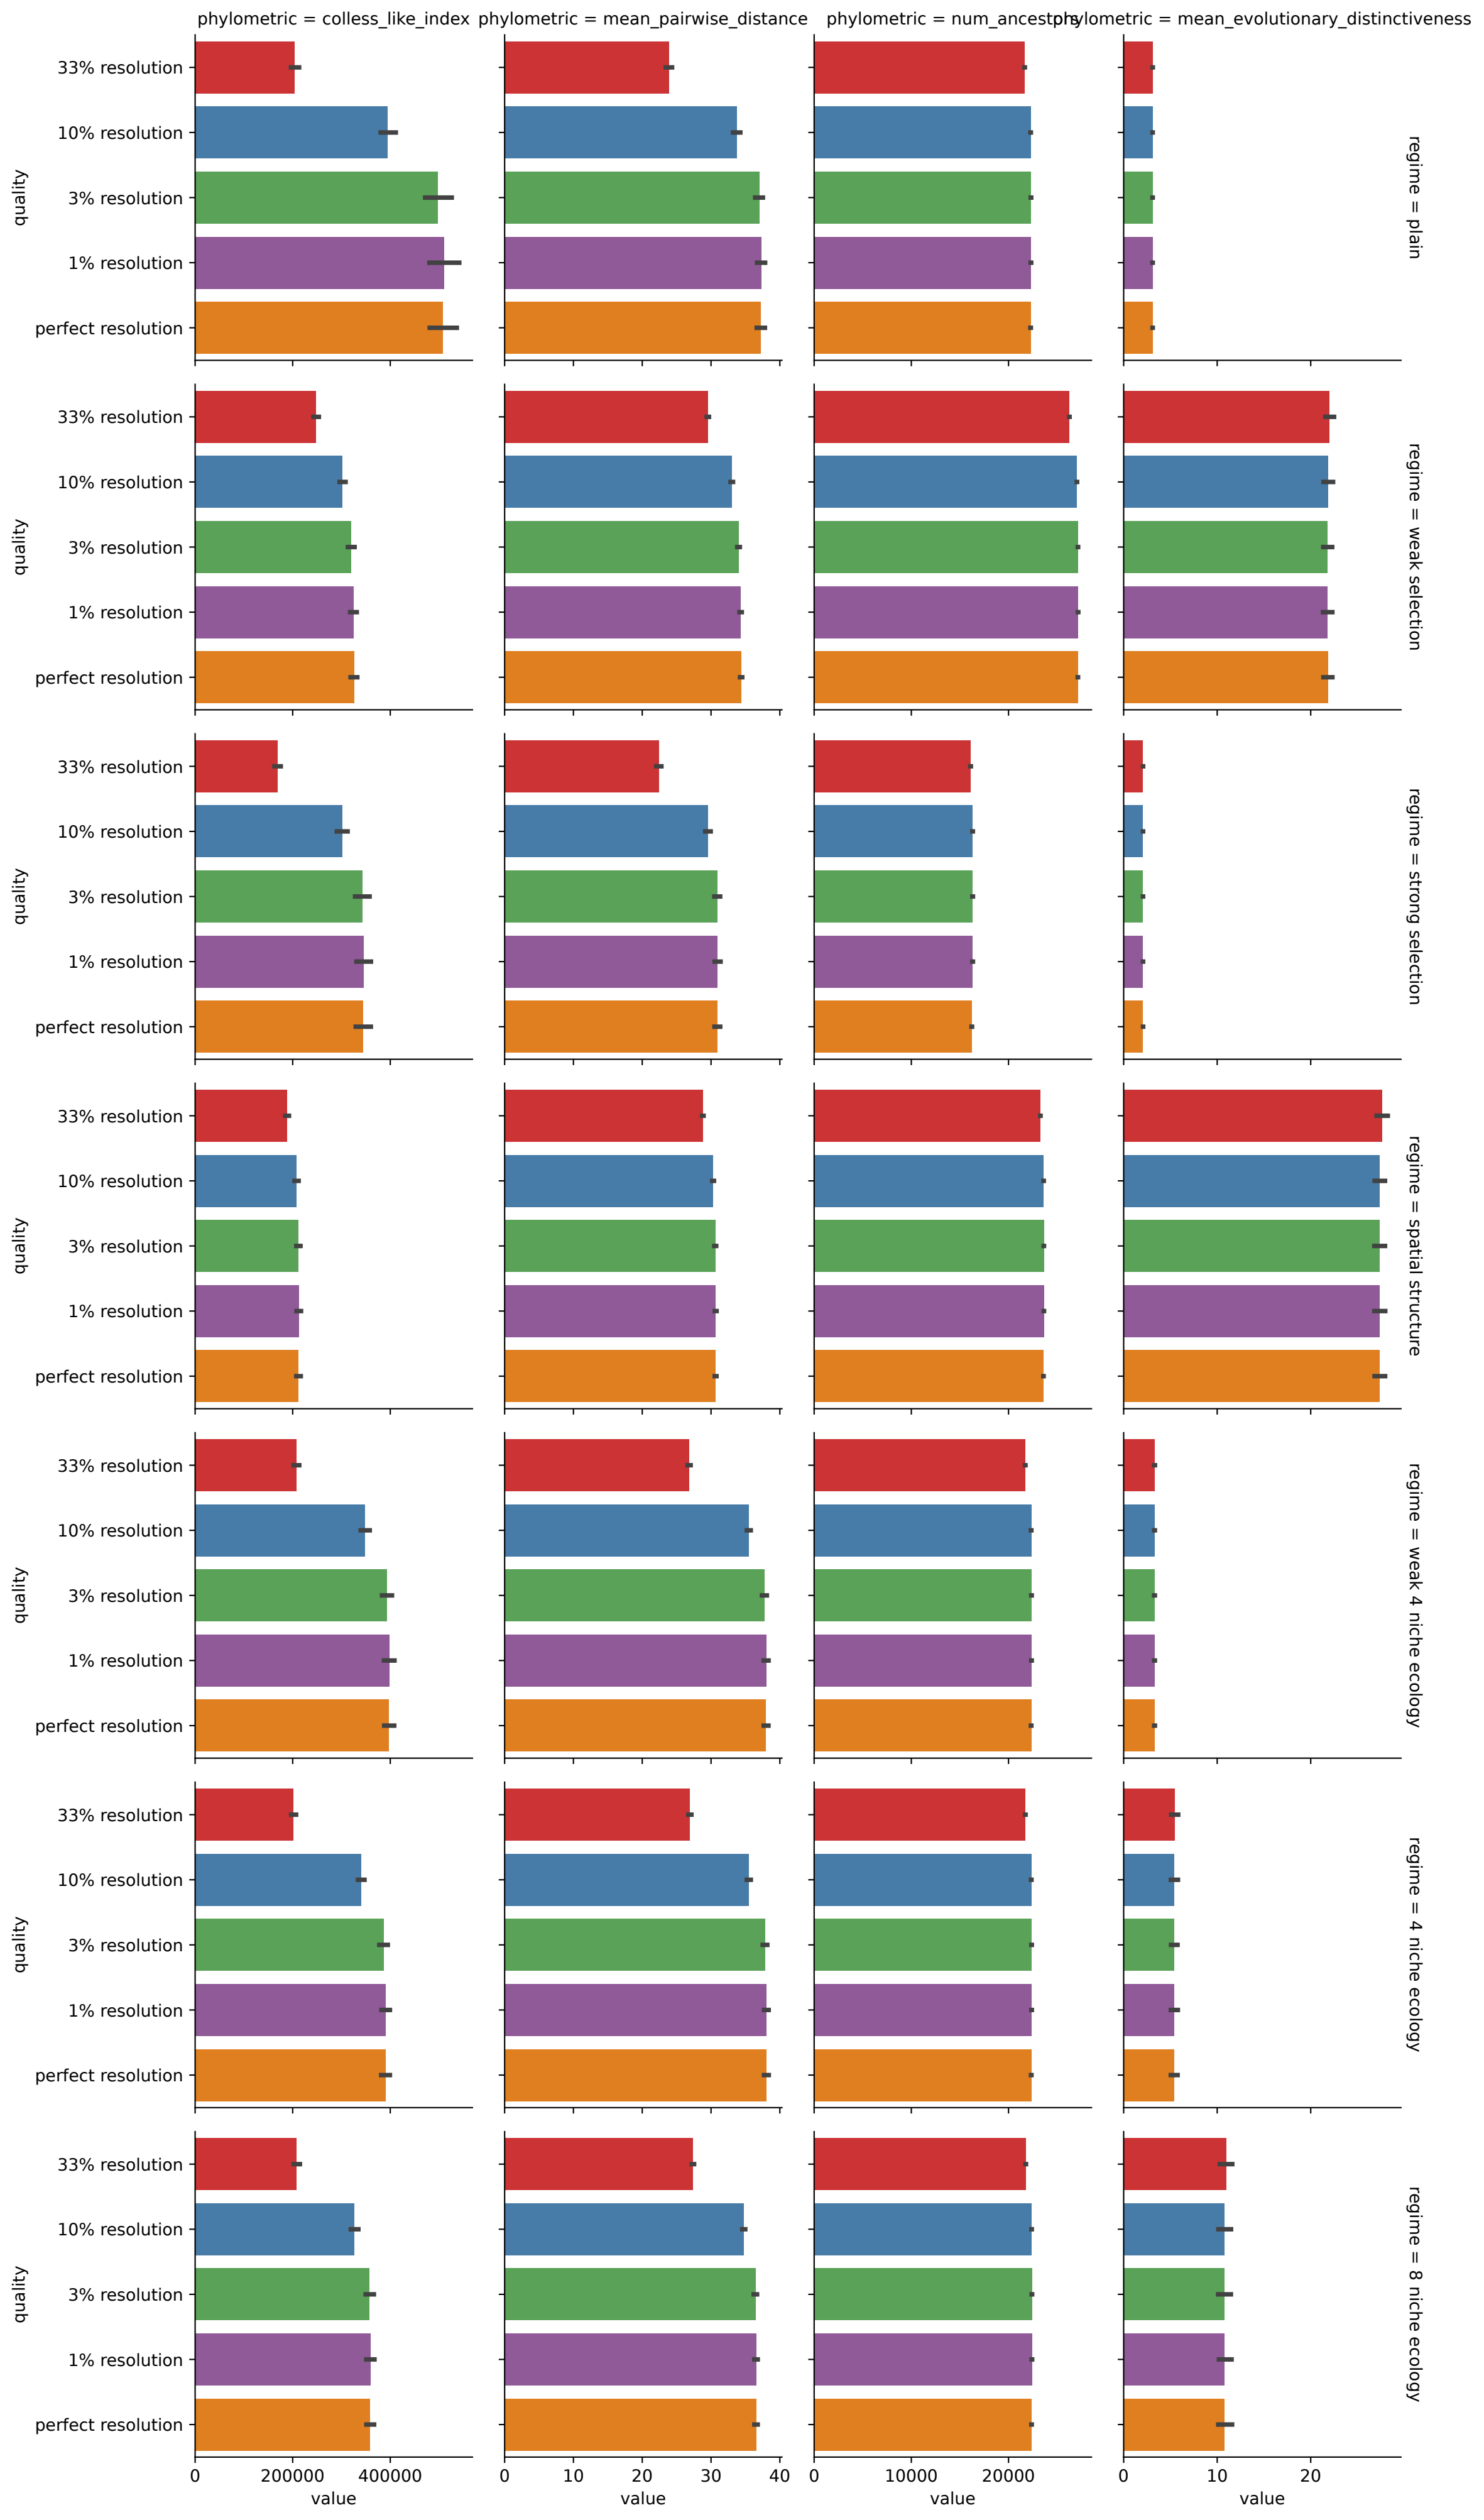 phylometric = colless_like_index
phylometric = mean_pairwise_distance
phylometric = num_ancestors
phylometric = mean_evolutionary_distinctiveness
33% resolution
10% resolution
3% resolution
1% resolution
perfect resolution
quality
regime = plain
33% resolution
10% resolution
3% resolution
1% resolution
perfect resolution
quality
regime = weak selection
33% resolution
10% resolution
3% resolution
1% resolution
perfect resolution
quality
regime = strong selection
33% resolution
10% resolution
3% resolution
1% resolution
perfect resolution
quality
regime = spatial structure
33% resolution
10% resolution
3% resolution
1% resolution
perfect resolution
quality
regime = weak 4 niche ecology
33% resolution
10% resolution
3% resolution
1% resolution
perfect resolution
quality
regime = 4 niche ecology
33% resolution
10% resolution
3% resolution
1% resolution
perfect resolution
quality
regime = 8 niche ecology
0 200000 400000
0 10 20 30 40
0 10000 20000
0 10 20
value
value
value
value